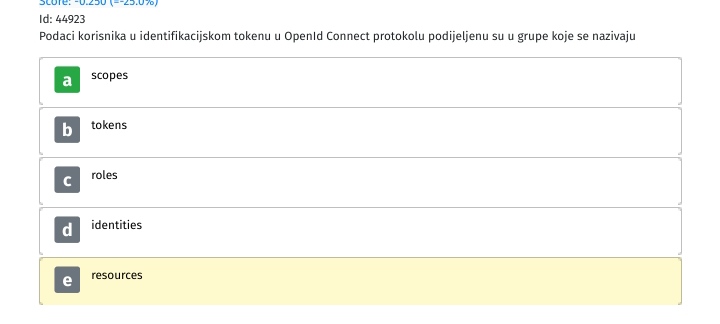 Score: -0.250 (=-25.0%)
Id: 44923
Podaci korisnika u identifikacijskom tokenu u OpenId Connect protokolu podijeljenu su u grupe koje se nazivaju
a scopes
b tokens
c roles
d identities
e resources